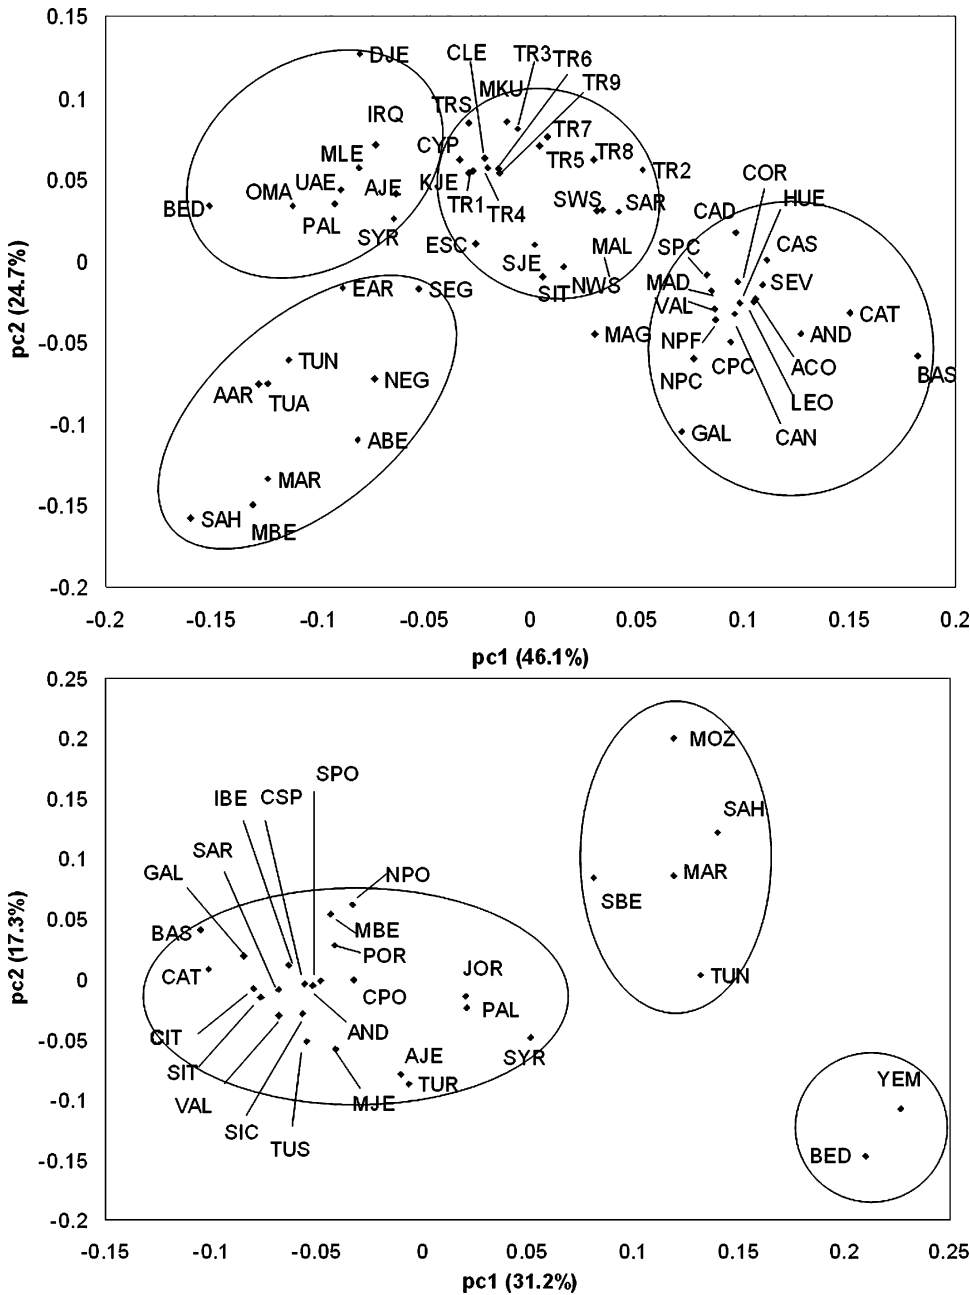 0.15
DJE
CLE
TR3
TR6
0.1
MKU
TR9
IRQ
TRS
TR7
MLE
CYP
TR5
TR8
0.05
OMA
UAE
AJE
KJE
TR2
COR
BED
TR1
TR4
SWS
SAR
HUE
PAL
CAD
SYR
ESC
MAL
SPC
CAS
0
SJE
EAR
SEG
SIT
NWS
MAD
SEV
VAL
CAT
MAG
NPF
AND
-0.05
TUN
CPC
ACO
NEG
NPC
BAS
AAR
TUA
LEO
-0.1
ABE
GAL
CAN
MAR
-0.15
SAH
MBE
-0.2
pc2 (24.7%)
-0.2
-0.15
-0.1
-0.05
0
0.05
0.1
0.15
0.2
pc1 (46.1%)
0.25
0.2
MOZ
SPO
IBE
CSP
0.15
SAH
SAR
0.1
GAL
NPO
MAR
SBE
0.05
BAS
MBE
POR
CAT
JOR
TUN
0
CPO
PAL
CIT
AND
-0.05
SIT
AJE
SYR
TUR
YEM
-0.1
VAL
MJE
SIC
TUS
BED
-0.15
-0.2
pc2 (17.3%)
-0.15
-0.1
-0.05
0
0.05
0.1
0.15
0.2
0.25
pc1 (31.2%)